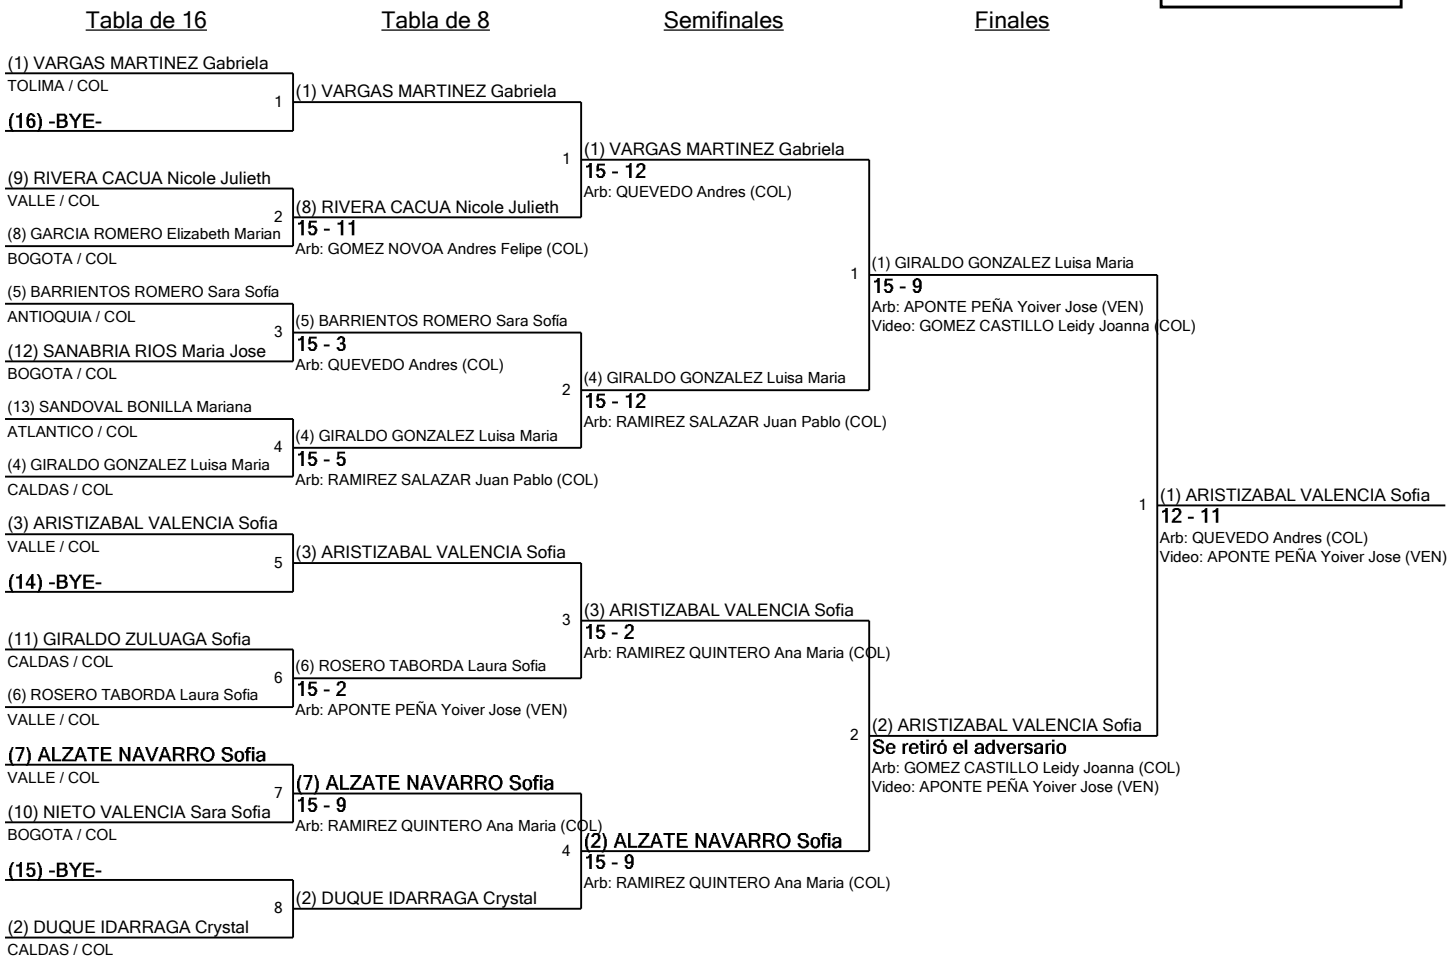 Tabla de 16
Tabla de 8
Semifinales
Finales
(1) VARGAS MARTINEZ Gabriela
TOLIMA / COL
1
(16) -BYE-
(9) RIVERA CACUA Nicole Julieth
VALLE / COL
2
(8) GARCIA ROMERO Elizabeth Marian
BOGOTA / COL
(5) BARRIENTOS ROMERO Sara Sofía
ANTIOQUIA / COL
3
(12) SANABRIA RIOS Maria Jose
BOGOTA / COL
(13) SANDOVAL BONILLA Mariana
ATLANTICO / COL
4
(4) GIRALDO GONZALEZ Luisa Maria
CALDAS / COL
(3) ARISTIZABAL VALENCIA Sofia
VALLE / COL
5
(14) -BYE-
(11) GIRALDO ZULUAGA Sofia
CALDAS / COL
6
(6) ROSERO TABORDA Laura Sofia
VALLE / COL
(7) ALZATE NAVARRO Sofia
VALLE / COL
7
(10) NIETO VALENCIA Sara Sofia
BOGOTA / COL
(15) -BYE-
8
(2) DUQUE IDARRAGA Crystal
CALDAS / COL
(1) VARGAS MARTINEZ Gabriela
1
(8) RIVERA CACUA Nicole Julieth
15 - 11
Arb: GOMEZ NOVOA Andres Felipe (COL)
(5) BARRIENTOS ROMERO Sara Sofía
15 - 3
Arb: QUEVEDO Andres (COL)
2
(4) GIRALDO GONZALEZ Luisa Maria
15 - 5
Arb: RAMIREZ SALAZAR Juan Pablo (COL)
(3) ARISTIZABAL VALENCIA Sofia
3
(6) ROSERO TABORDA Laura Sofia
15 - 2
Arb: APONTE PEÑA Yoiver Jose (VEN)
(7) ALZATE NAVARRO Sofia
15 - 9
Arb: RAMIREZ QUINTERO Ana Maria (COL)
4
(2) DUQUE IDARRAGA Crystal
(1) VARGAS MARTINEZ Gabriela
15 - 12
Arb: QUEVEDO Andres (COL)
1
(4) GIRALDO GONZALEZ Luisa Maria
15 - 12
Arb: RAMIREZ SALAZAR Juan Pablo (COL)
(3) ARISTIZABAL VALENCIA Sofia
15 - 2
Arb: RAMIREZ QUINTERO Ana Maria (COL)
2
(2) ALZATE NAVARRO Sofia
15 - 9
Arb: RAMIREZ QUINTERO Ana Maria (COL)
(1) GIRALDO GONZALEZ Luisa Maria
15 - 9
Arb: APONTE PEÑA Yoiver Jose (VEN)
Video: GOMEZ CASTILLO Leidy Joanna (COL)
1
(2) ARISTIZABAL VALENCIA Sofia
Se retiró el adversario
Arb: GOMEZ CASTILLO Leidy Joanna (COL)
Video: APONTE PEÑA Yoiver Jose (VEN)
(1) ARISTIZABAL VALENCIA Sofia
12 - 11
Arb: QUEVEDO Andres (COL)
Video: APONTE PEÑA Yoiver Jose (VEN)